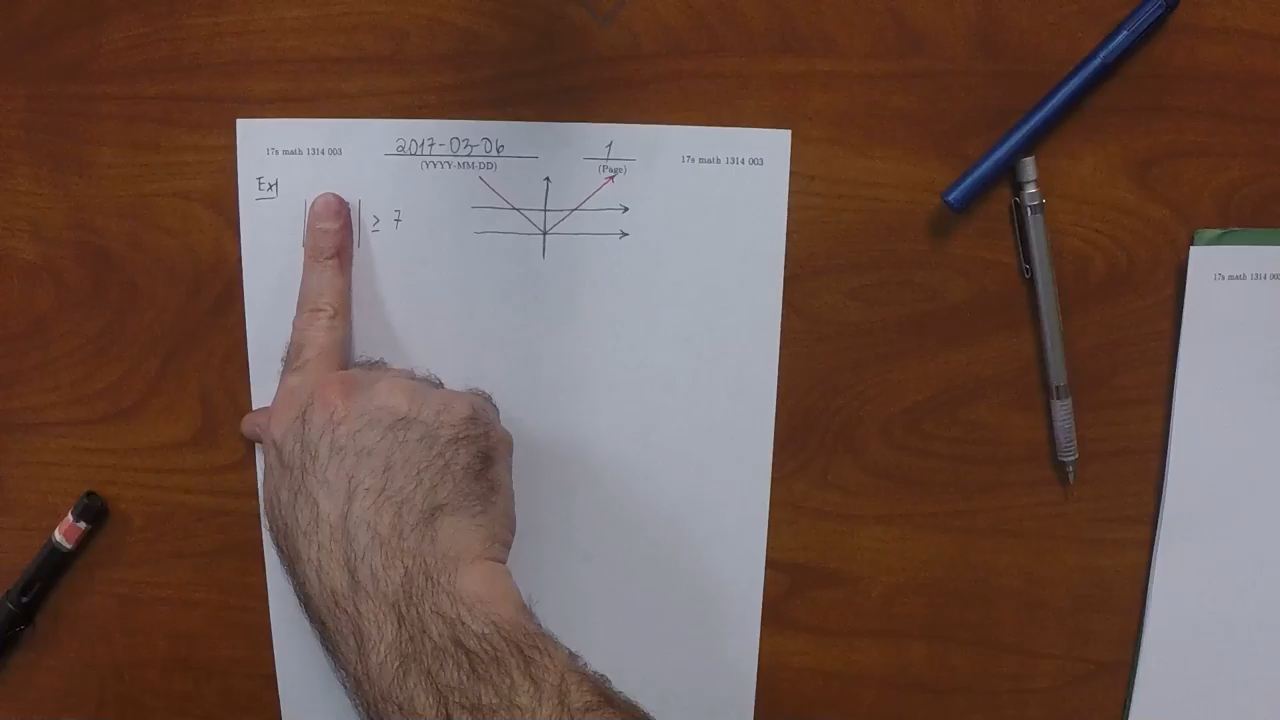 17s math 1314 003 2017-03-06 1 17s math 1314 003
(YYYY-MM-DD) (Page)
Ex
| | ≥ 7
17s math 1314 003